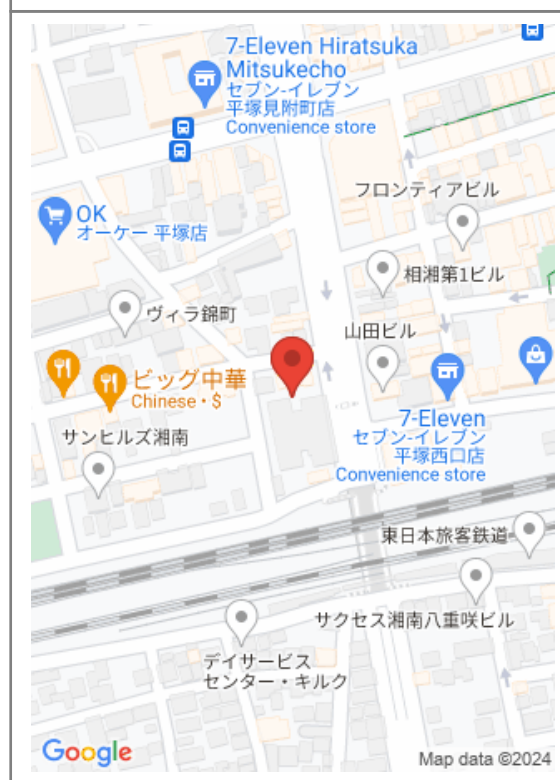 7-Eleven Hiratsuka
Mitsukecho
セブン-イレブン
平塚見附町店
Convenience store
フロンティアビル
OK
オーケー 平塚店
相湘第1ビル
ヴィラ錦町
山田ビル
ビッグ中華
Chinese・$
7-Eleven
セブン-イレブン
平塚西口店
Convenience store
サンヒルズ湘南
東日本旅客鉄道
サクセス湘南八重咲ビル
デイサービス
センター・キルク
Google
Map data ©2024